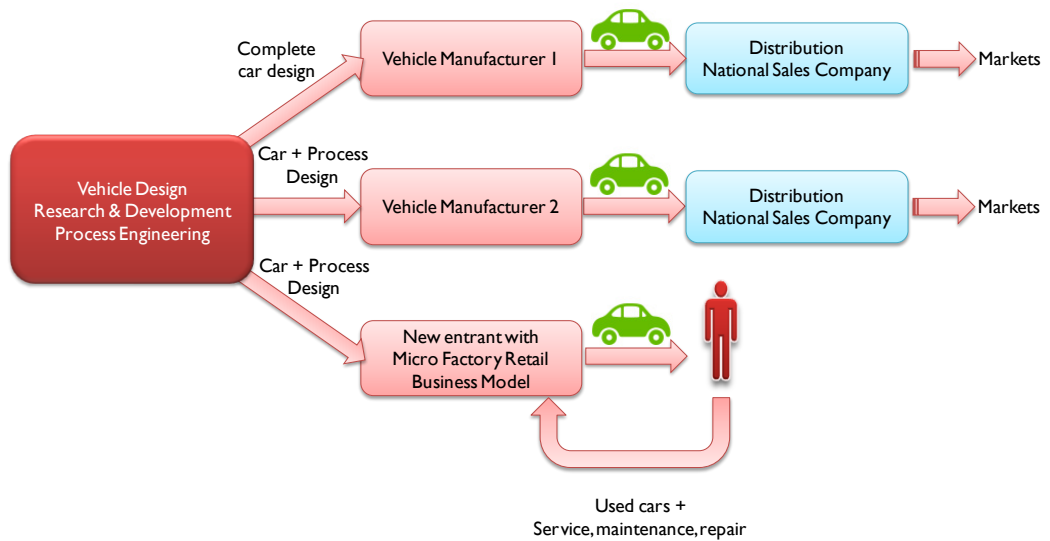 Complete
car design
Vehicle Manufacturer 1
Distribution
National Sales Company
Markets
Vehicle Design
Research & Development
Process Engineering
Car + Process
Design
Vehicle Manufacturer 2
Distribution
National Sales Company
Markets
Car + Process
Design
New entrant with
Micro Factory Retail
Business Model
Used cars +
Service, maintenance, repair